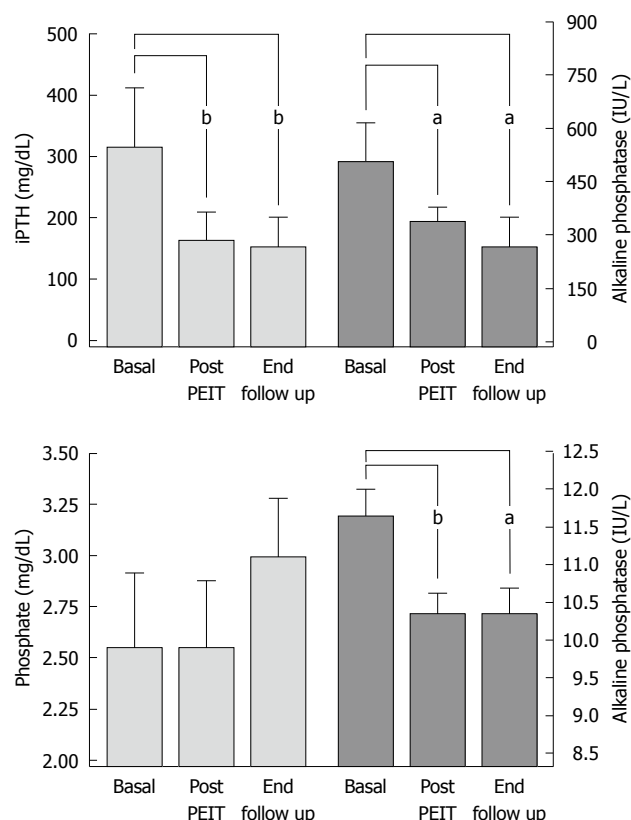 500
400
300
200
100
0
iPTH (mg/dL)
b
b
a
a
900
750
600
450
300
150
0
Alkaline phosphatase (IU/L)
Basal
Post
PEIT
End
follow up
Basal
Post
PEIT
End
follow up
3.50
3.25
3.00
2.75
2.50
2.25
2.00
Phosphate (mg/dL)
b
a
12.5
12.0
11.5
11.0
10.5
10.0
9.5
9.0
8.5
Alkaline phosphatase (IU/L)
Basal
Post
PEIT
End
follow up
Basal
Post
PEIT
End
follow up